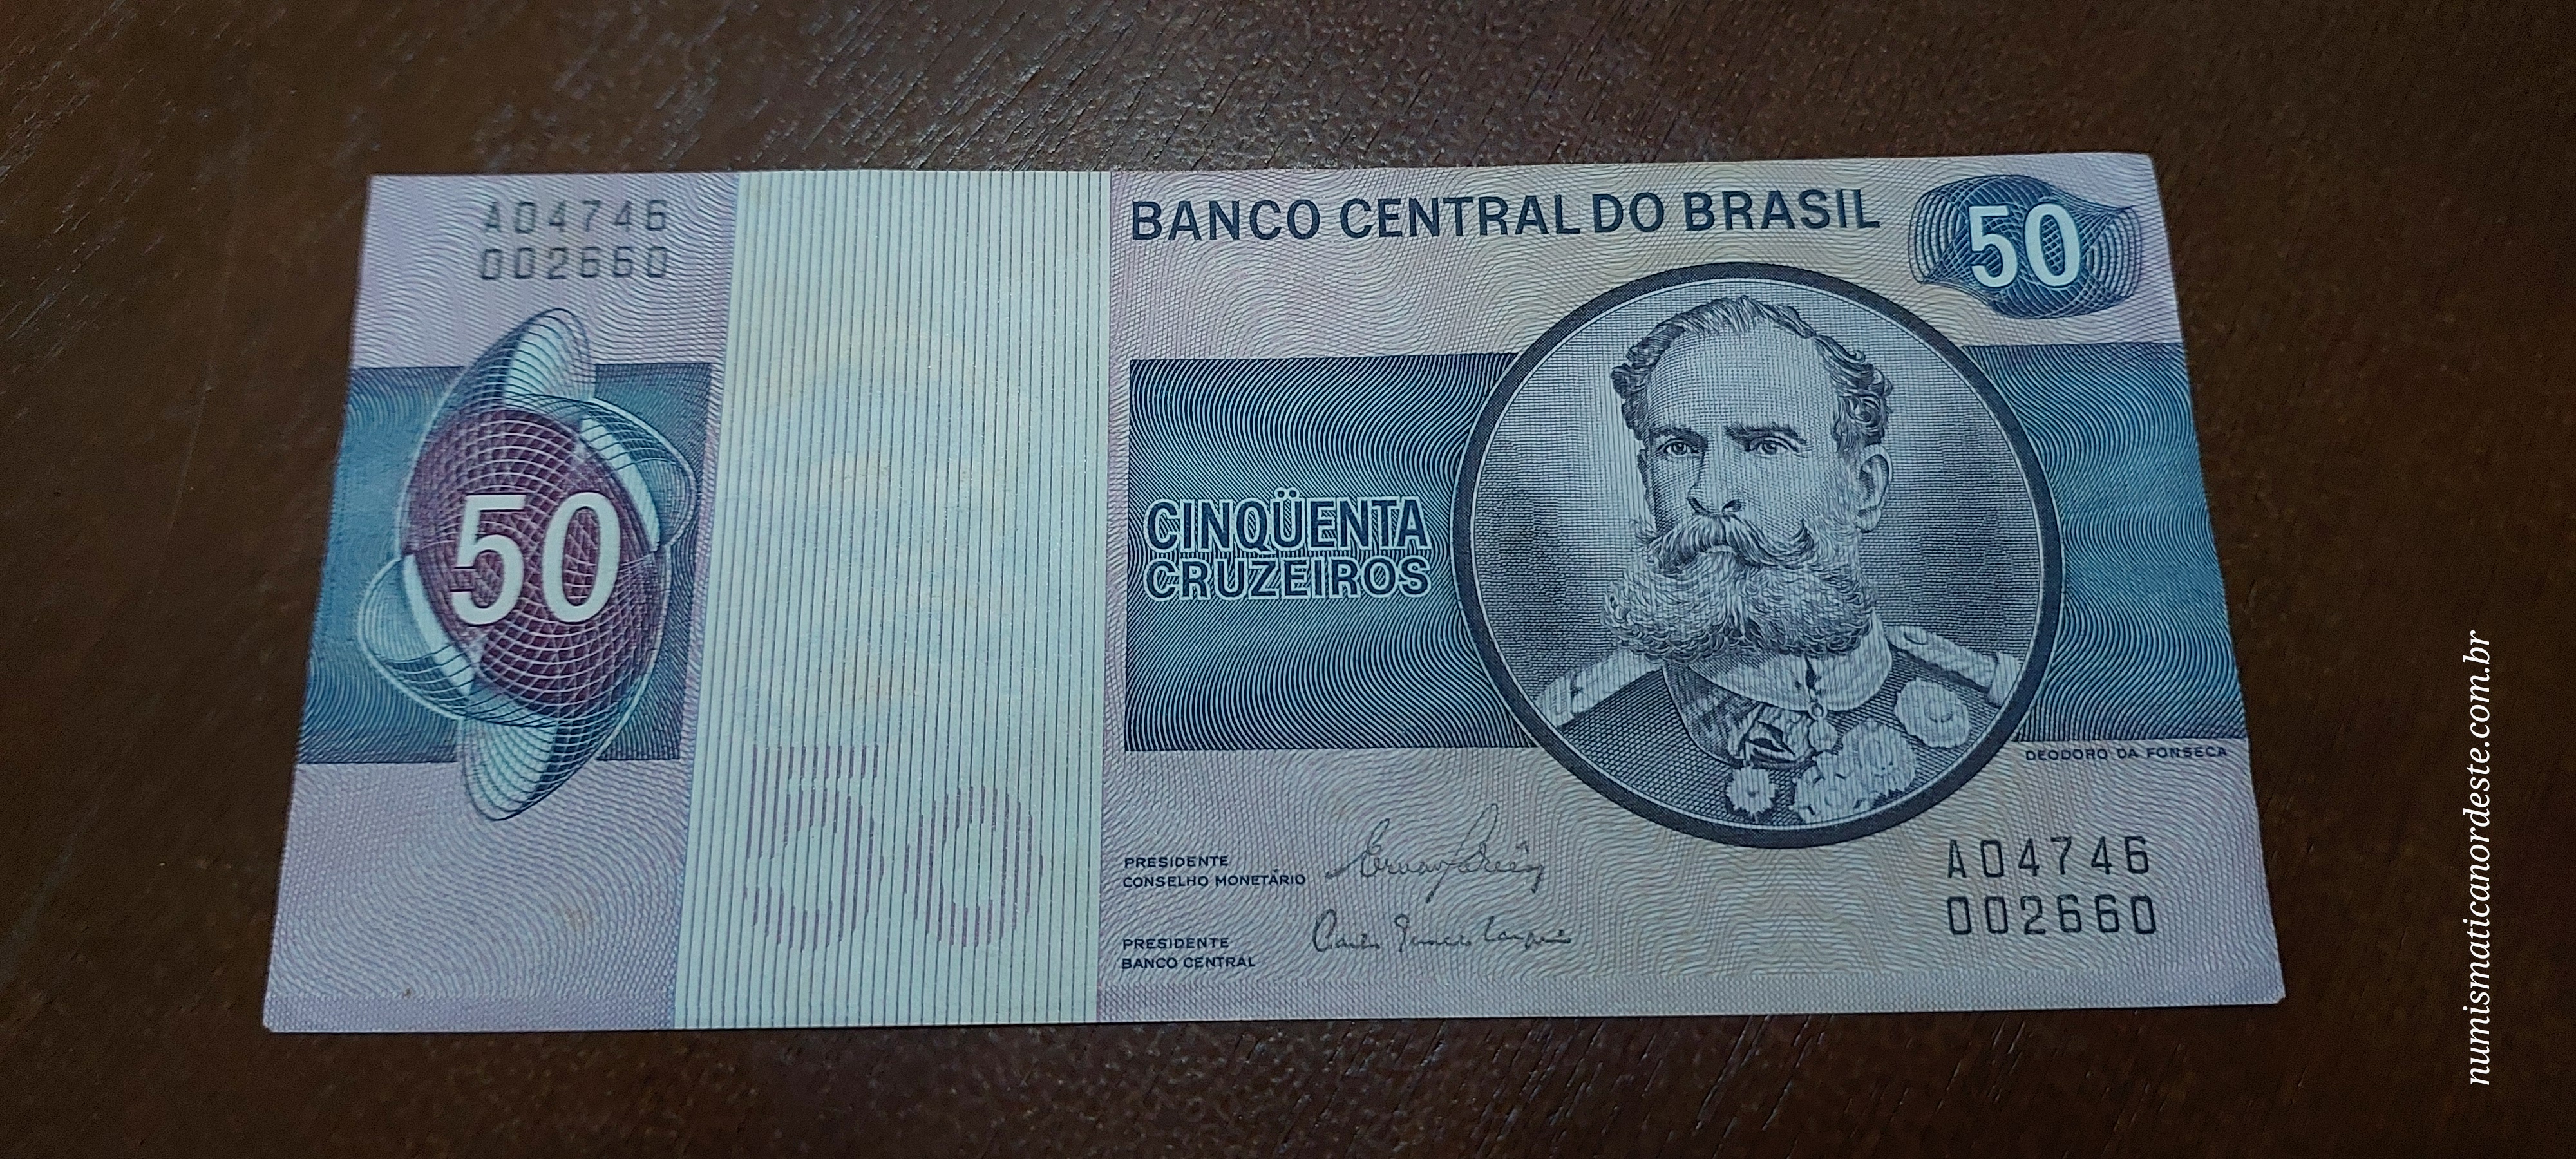 A04746
002660
BANCO CENTRAL DO BRASIL
50
50
CINQÜENTA
CRUZEIROS
DEODORO DA FONSECA
50
PRESIDENTE
CONSELHO MONETÁRIO
PRESIDENTE
BANCO CENTRAL
A04746
002660
numismaticanordeste.com.br